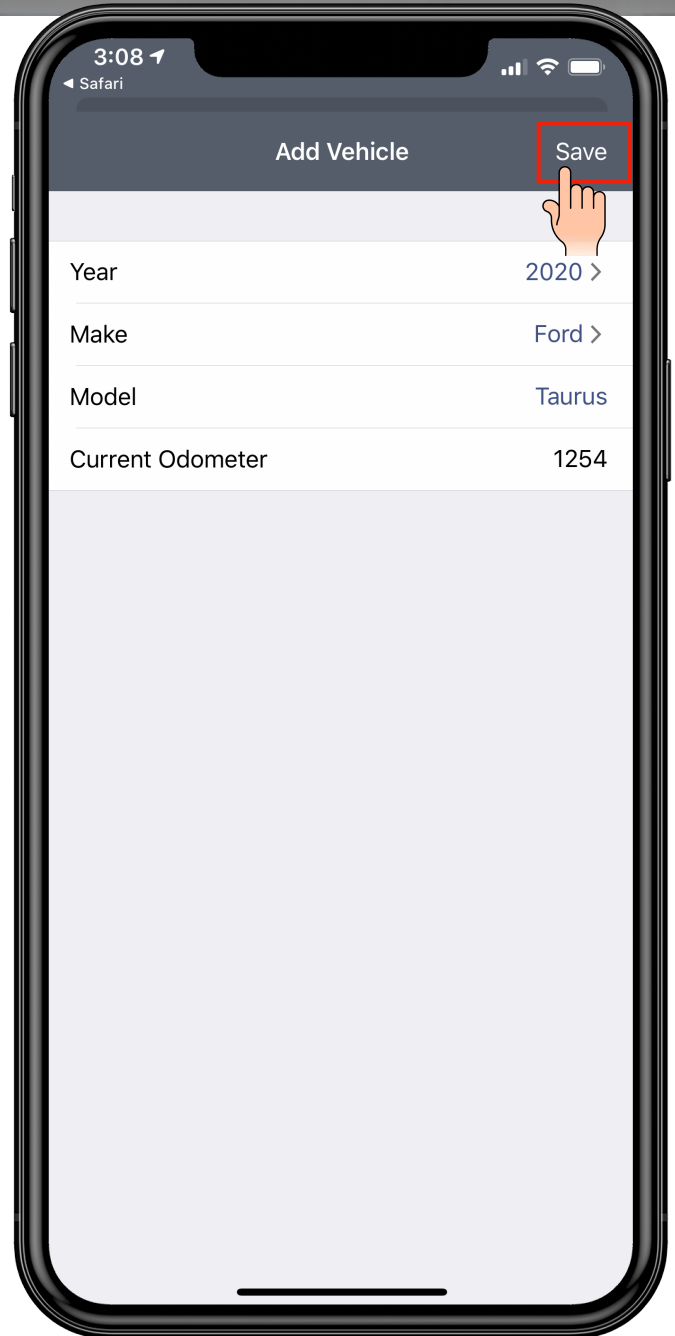 3:08
Safari
Add Vehicle Save
Year 2020
Make Ford
Model Taurus
Current Odometer 1254